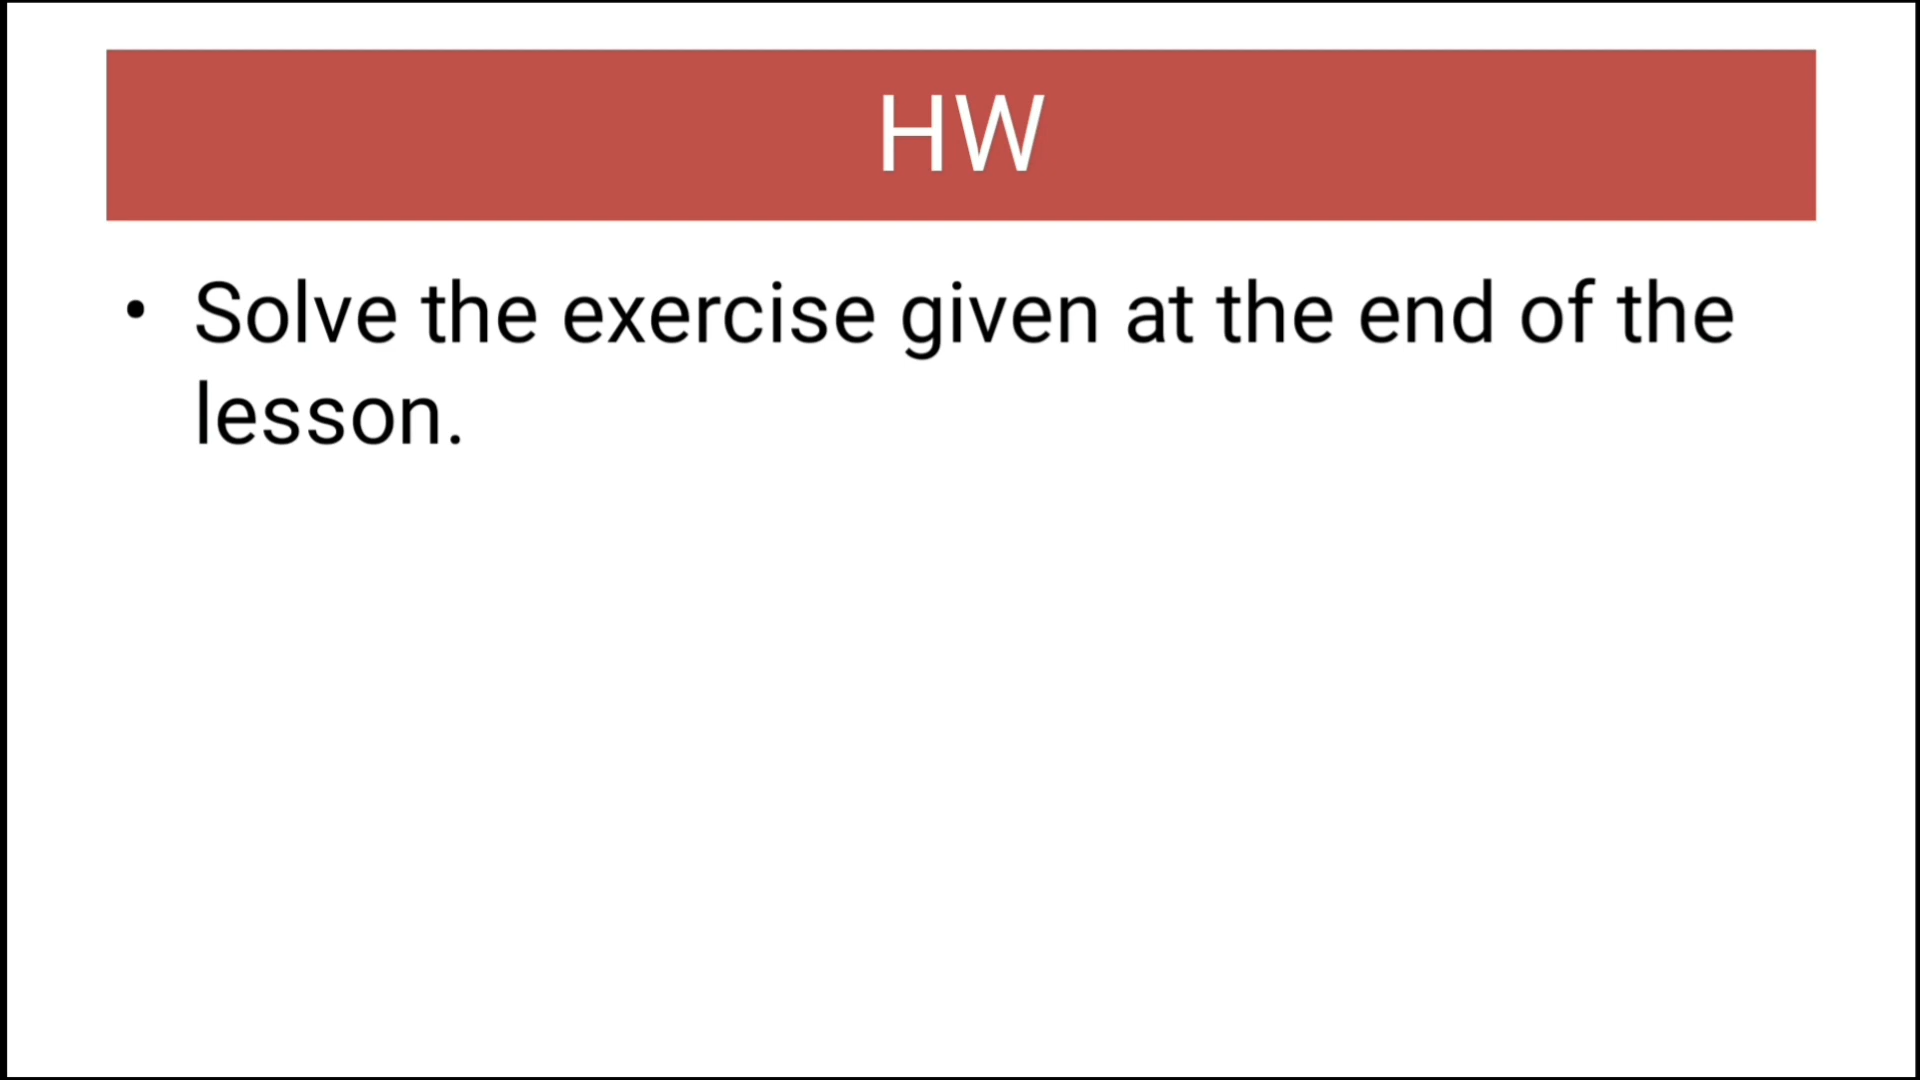 HW
• Solve the exercise given at the end of the
lesson.